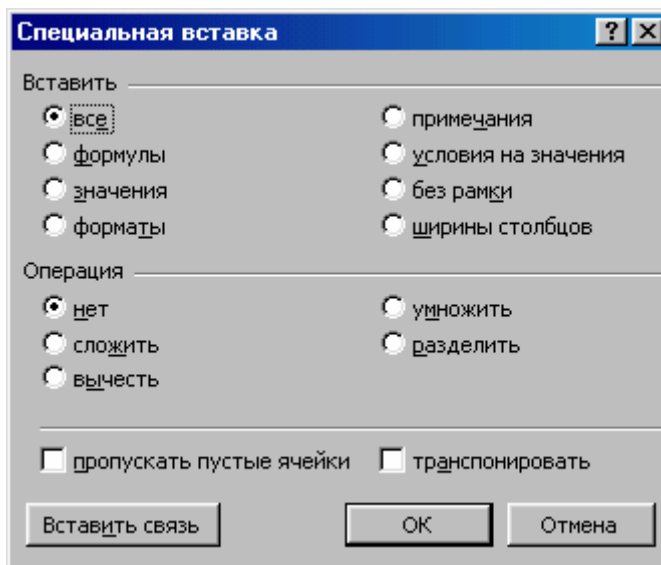 Специальная вставка
Вставить
все
примечания
формулы
условия на значения
значения
без рамки
форматы
ширины столбцов
Операция
нет
умножить
сложить
разделить
вычесть
пропускать пустые ячейки
транспонировать
Вставить связь
ОК
Отмена